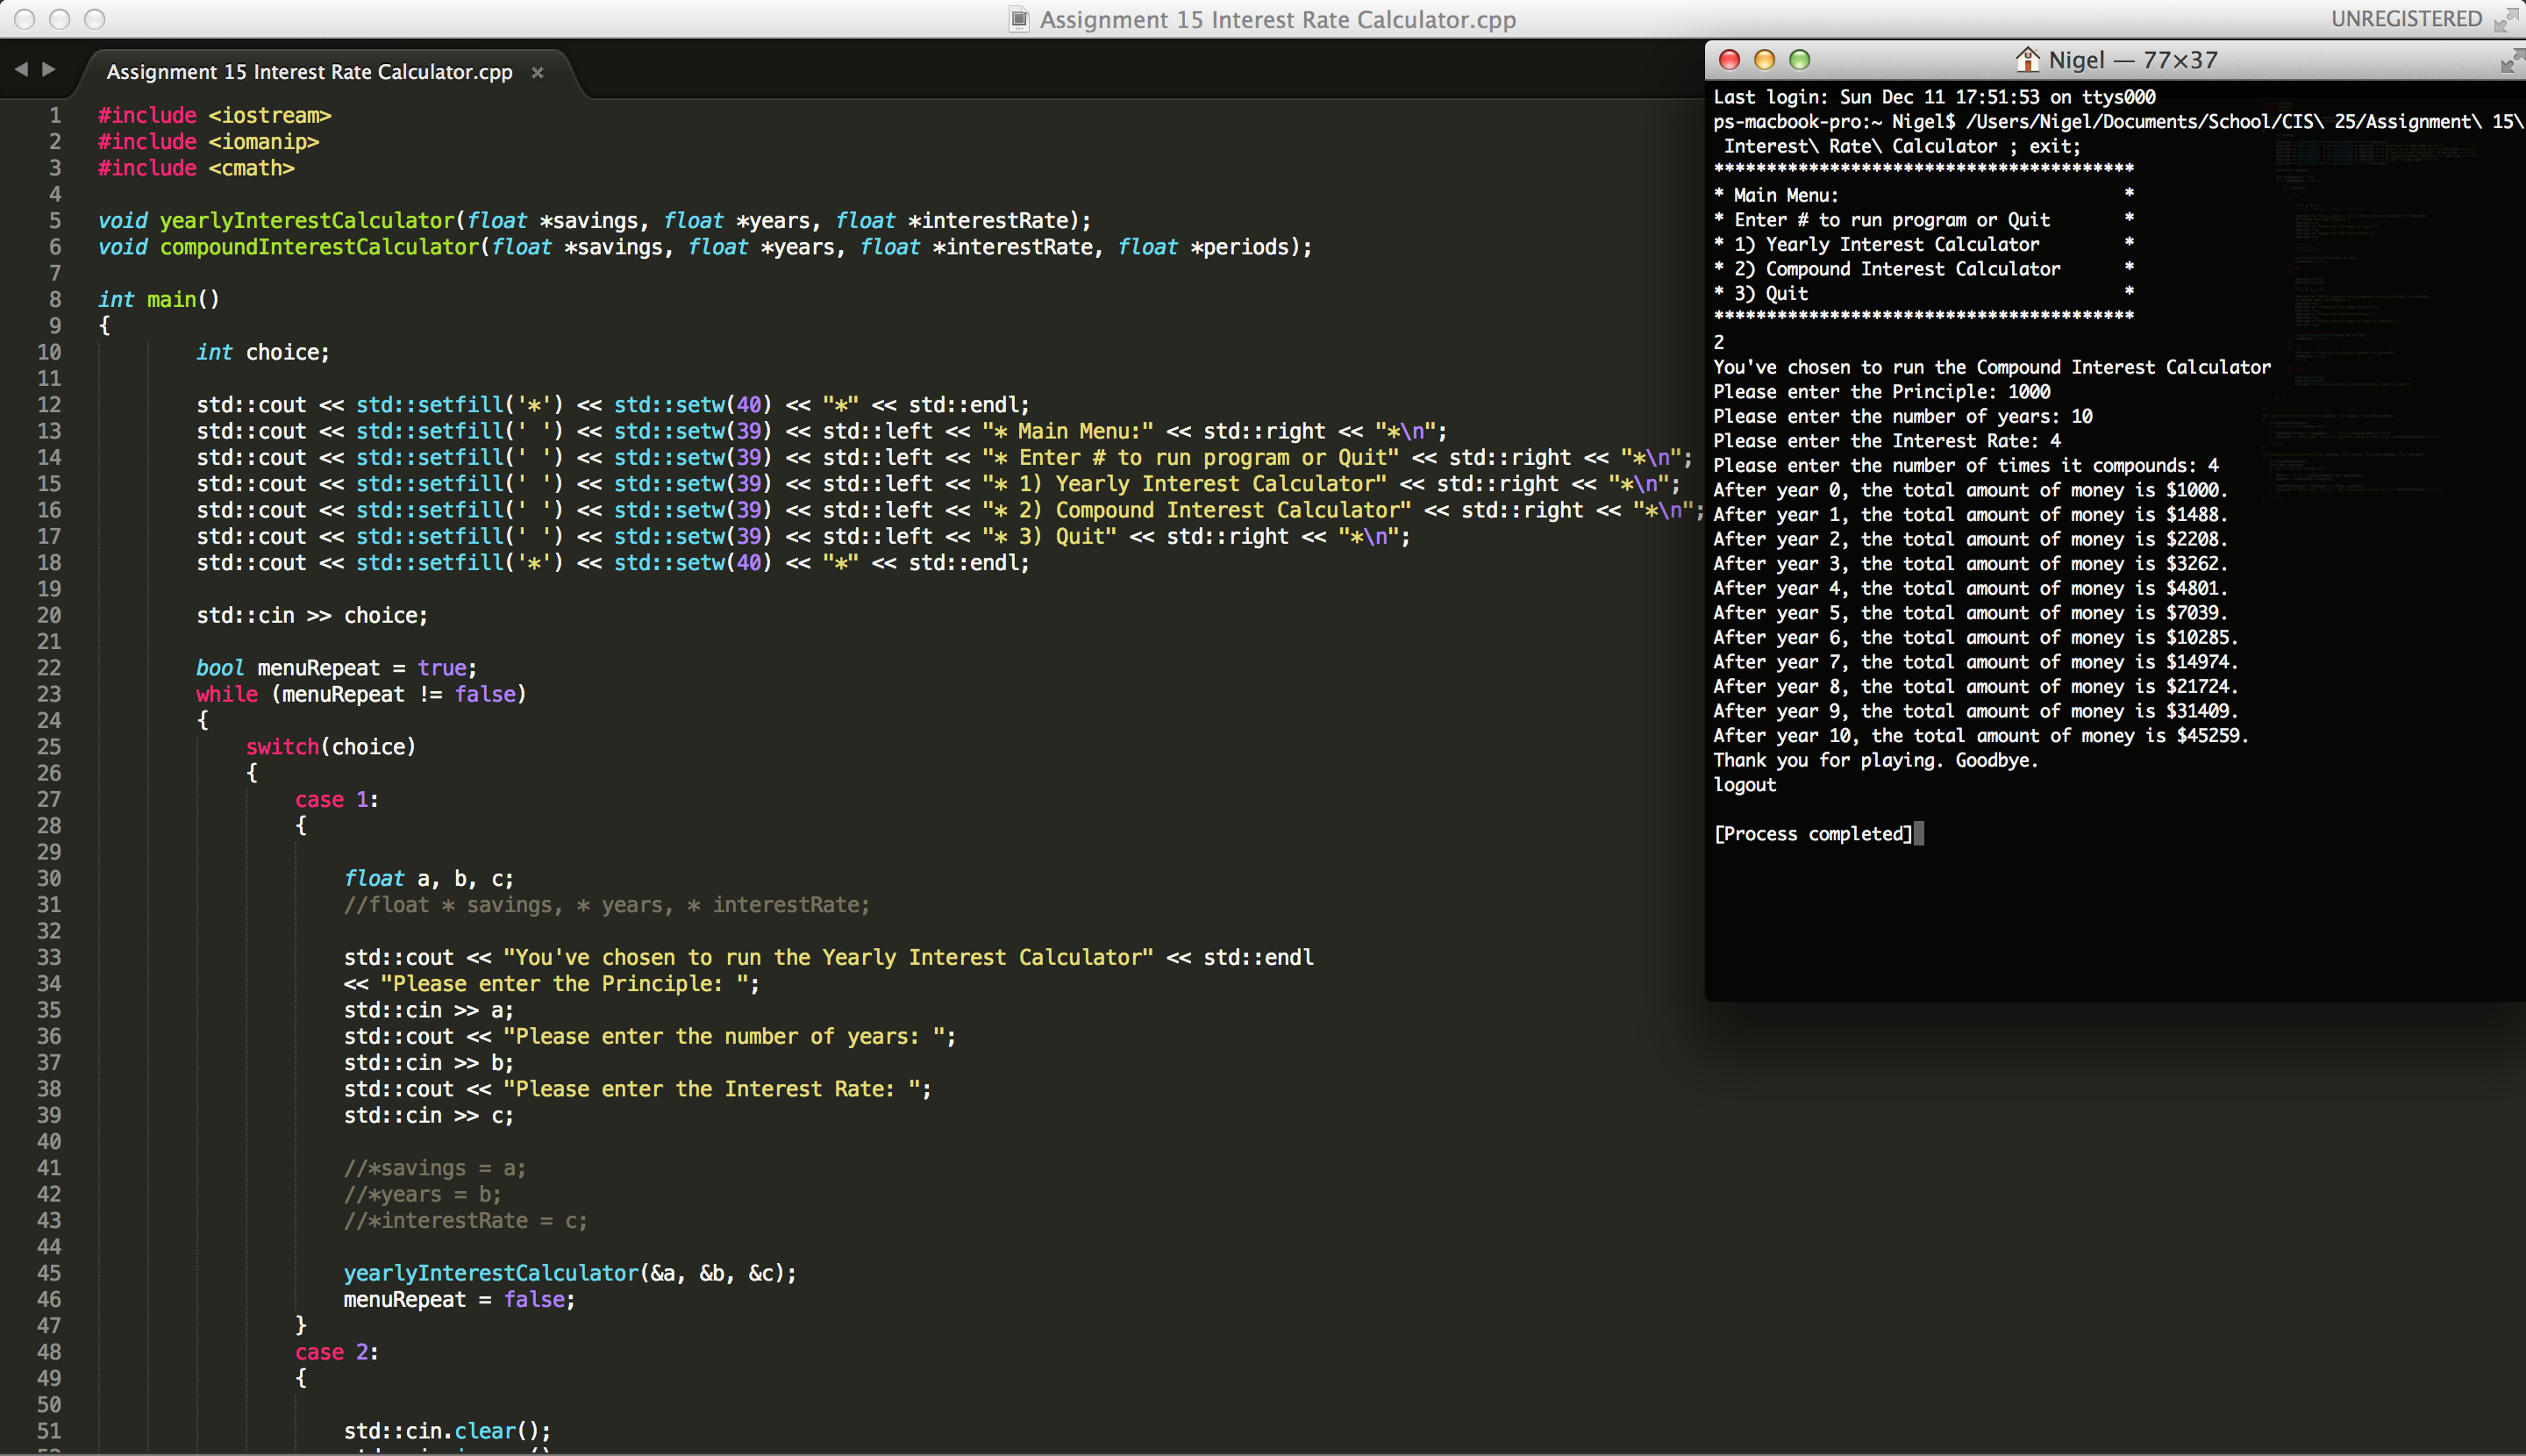 Assignment 15 Interest Rate Calculator.cpp
UNREGISTERED
Assignment 15 Interest Rate Calculator.cpp ×
1 #include <iostream>
2 #include <iomanip>
3 #include <cmath>
4
5 void yearlyInterestCalculator(float *savings, float *years, float *interestRate);
6 void compoundInterestCalculator(float *savings, float *years, float *interestRate, float *periods);
7
8 int main()
9 {
10 int choice;
11
12 std::cout << std::setfill('*') << std::setw(40) << "*" << std::endl;
13 std::cout << std::setfill(' ') << std::setw(39) << std::left << "* Main Menu:" << std::right << "*\n";
14 std::cout << std::setfill(' ') << std::setw(39) << std::left << "* Enter # to run program or Quit" << std::right << "*\n";
15 std::cout << std::setfill(' ') << std::setw(39) << std::left << "* 1) Yearly Interest Calculator" << std::right << "*\n";
16 std::cout << std::setfill(' ') << std::setw(39) << std::left << "* 2) Compound Interest Calculator" << std::right << "*\n";
17 std::cout << std::setfill(' ') << std::setw(39) << std::left << "* 3) Quit" << std::right << "*\n";
18 std::cout << std::setfill('*') << std::setw(40) << "*" << std::endl;
19
20 std::cin >> choice;
21
22 bool menuRepeat = true;
23 while (menuRepeat != false)
24 {
25 switch(choice)
26 {
27 case 1:
28 {
29
30 float a, b, c;
31 //float * savings, * years, * interestRate;
32
33 std::cout << "You've chosen to run the Yearly Interest Calculator" << std::endl
34 << "Please enter the Principle: ";
35 std::cin >> a;
36 std::cout << "Please enter the number of years: ";
37 std::cin >> b;
38 std::cout << "Please enter the Interest Rate: ";
39 std::cin >> c;
40
41 //*savings = a;
42 //*years = b;
43 //*interestRate = c;
44
45 yearlyInterestCalculator(&a, &b, &c);
46 menuRepeat = false;
47 }
48 case 2:
49 {
50
51 std::cin.clear();
Nigel — 77×37
Last login: Sun Dec 11 17:51:53 on ttys000
ps-macbook-pro:~ Nigel$ /Users/Nigel/Documents/School/CIS\ 25/Assignment\ 15\
Interest\ Rate\ Calculator ; exit;
****************************************
* Main Menu: *
* Enter # to run program or Quit *
* 1) Yearly Interest Calculator *
* 2) Compound Interest Calculator *
* 3) Quit *
****************************************
2
You've chosen to run the Compound Interest Calculator
Please enter the Principle: 1000
Please enter the number of years: 10
Please enter the Interest Rate: 4
Please enter the number of times it compounds: 4
After year 0, the total amount of money is $1000.
After year 1, the total amount of money is $1488.
After year 2, the total amount of money is $2208.
After year 3, the total amount of money is $3262.
After year 4, the total amount of money is $4801.
After year 5, the total amount of money is $7039.
After year 6, the total amount of money is $10285.
After year 7, the total amount of money is $14974.
After year 8, the total amount of money is $21724.
After year 9, the total amount of money is $31409.
After year 10, the total amount of money is $45259.
Thank you for playing. Goodbye.
logout
[Process completed]